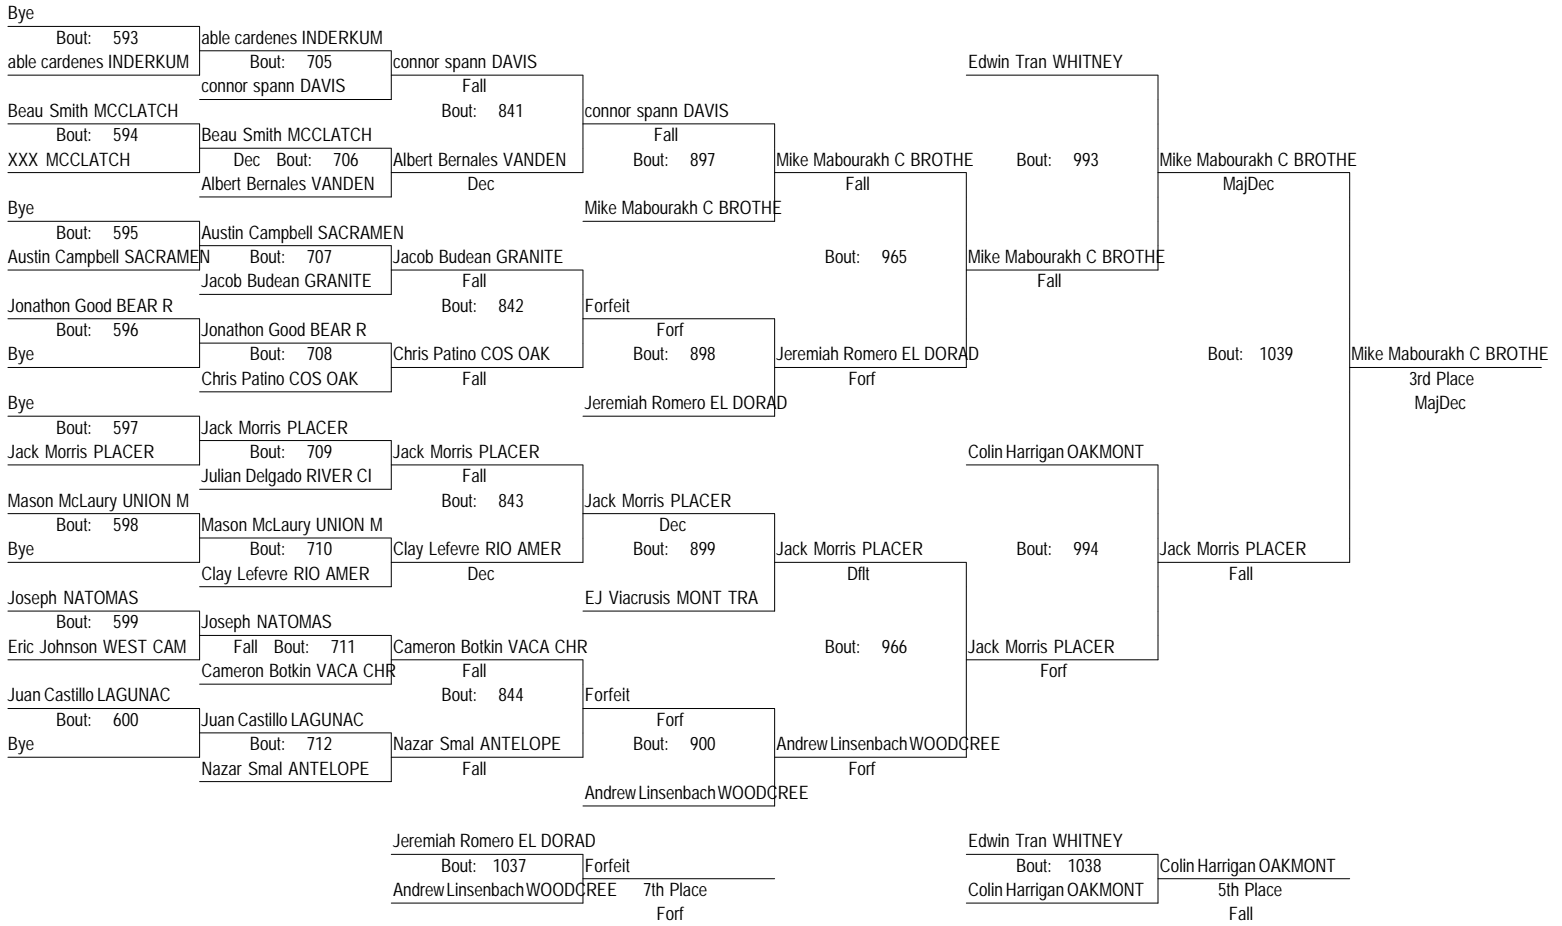 Bye
Bout: 593
able cardenes INDERKUM
able cardenes INDERKUM
Bout: 705
connor spann DAVIS
connor spann DAVIS
Fall
Bout: 841
Beau Smith MCCLATCH
Bout: 594
XXX MCCLATCH
Beau Smith MCCLATCH
Dec Bout: 706
Albert Bernales VANDEN
Albert Bernales VANDEN
Dec
connor spann DAVIS
Fall
Bout: 897
Mike Mabourakh C BROTHE
Mike Mabourakh C BROTHE
Fall
Bye
Bout: 595
Austin Campbell SACRAMEN
Austin Campbell SACRAMEN
Bout: 707
Jacob Budean GRANITE
Jacob Budean GRANITE
Fall
Bout: 842
Jonathon Good BEAR R
Bout: 596
Bye
Jonathon Good BEAR R
Bout: 708
Chris Patino COS OAK
Chris Patino COS OAK
Fall
Forfeit
Forf
Bout: 898
Jeremiah Romero EL DORAD
Jeremiah Romero EL DORAD
Forf
Bout: 965
Mike Mabourakh C BROTHE
Fall
Edwin Tran WHITNEY
Bout: 993
Mike Mabourakh C BROTHE
MajDec
Bye
Bout: 597
Jack Morris PLACER
Jack Morris PLACER
Bout: 709
Julian Delgado RIVER CI
Jack Morris PLACER
Fall
Bout: 843
Mason McLaury UNION M
Bout: 598
Bye
Mason McLaury UNION M
Bout: 710
Clay Lefevre RIO AMER
Clay Lefevre RIO AMER
Dec
Jack Morris PLACER
Dec
Bout: 899
EJ Viacrusis MONT TRA
Jack Morris PLACER
Dflt
Joseph NATOMAS
Bout: 599
Eric Johnson WEST CAM
Joseph NATOMAS
Fall Bout: 711
Cameron Botkin VACA CHR
Cameron Botkin VACA CHR
Fall
Bout: 844
Juan Castillo LAGUNAC
Bout: 600
Bye
Juan Castillo LAGUNAC
Bout: 712
Nazar Smal ANTELOPE
Nazar Smal ANTELOPE
Fall
Forfeit
Forf
Bout: 900
Andrew Linsenbach WOODCREE
Andrew Linsenbach WOODCREE
Forf
Bout: 966
Jack Morris PLACER
Forf
Colin Harrigan OAKMONT
Bout: 994
Jack Morris PLACER
Fall
Bout: 1039
Mike Mabourakh C BROTHE
3rd Place
MajDec
Jeremiah Romero EL DORAD
Bout: 1037
Andrew Linsenbach WOODCREE
Forfeit
7th Place
Forf
Edwin Tran WHITNEY
Bout: 1038
Colin Harrigan OAKMONT
Colin Harrigan OAKMONT
5th Place
Fall